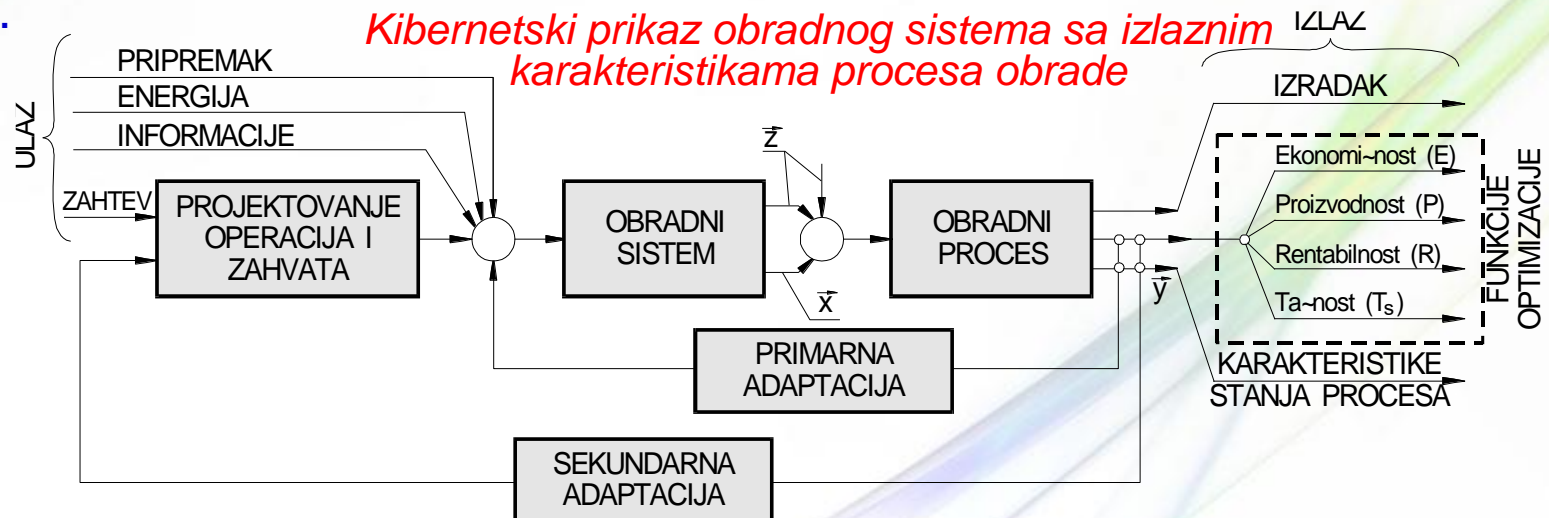 Kibernetski prikaz obradnog sistema sa izlaznim
karakteristikama procesa obrade
ULAZ
PRIPREMAK
ENERGIJA
INFORMACIJE
ZAHTEV
PROJEKTOVANJE
OPERACIJA I
ZAHVATA
OBRADNI
SISTEM
z⃗
x⃗
OBRADNI
PROCES
y⃗
PRIMARNA
ADAPTACIJA
SEKUNDARNA
ADAPTACIJA
IZLAZ
IZRADAK
Ekonomi~nost (E)
Proizvodnost (P)
Rentabilnost (R)
Ta~nost (Tₛ)
FUNKCIJE
OPTIMIZACIJE
KARAKTERISTIKE
STANJA PROCESA